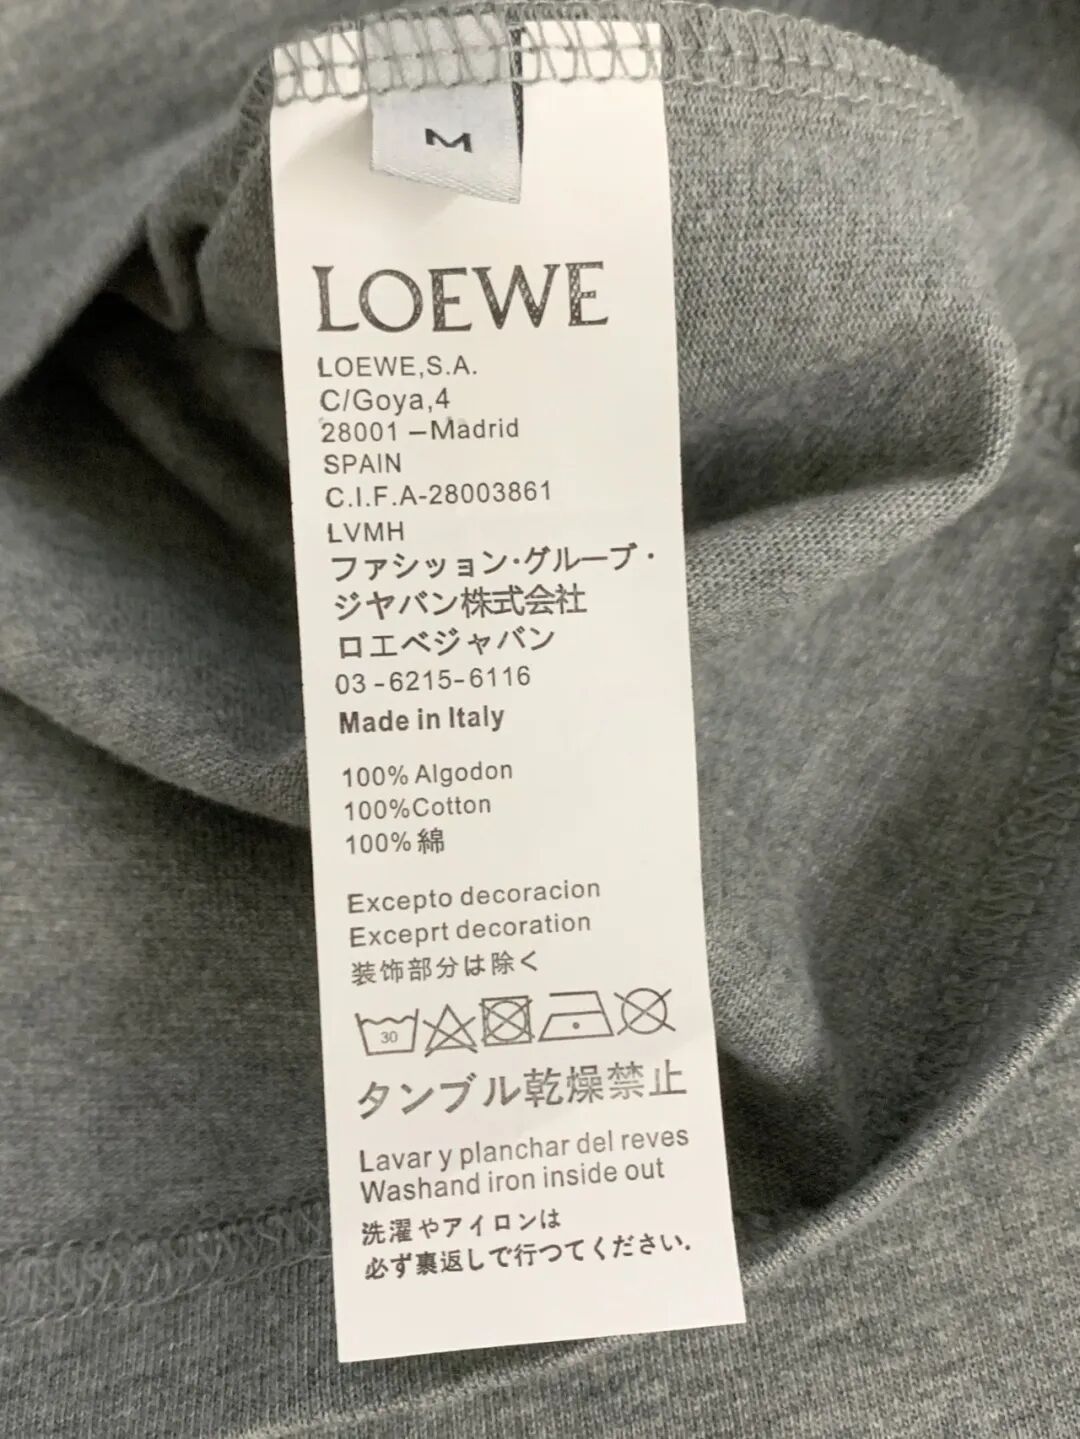 M
LOEWE
LOEWE,S.A.
C/Goya,4
28001 –Madrid
SPAIN
C.I.F.A-28003861
LVMH
ファション·グループ·
ジヤバン株式会社
ロエベジャバン
03 -6215-6116
Made in Italy
100% Algodon
100%Cotton
100% 綿
Excepto decoracion
Exceprt decoration
装饰部分は除く
30
タンブル乾燥禁止
Lavar y planchar del reves
Washand iron inside out
洗濯やアイロンは
必ず裏返しで行つてください.